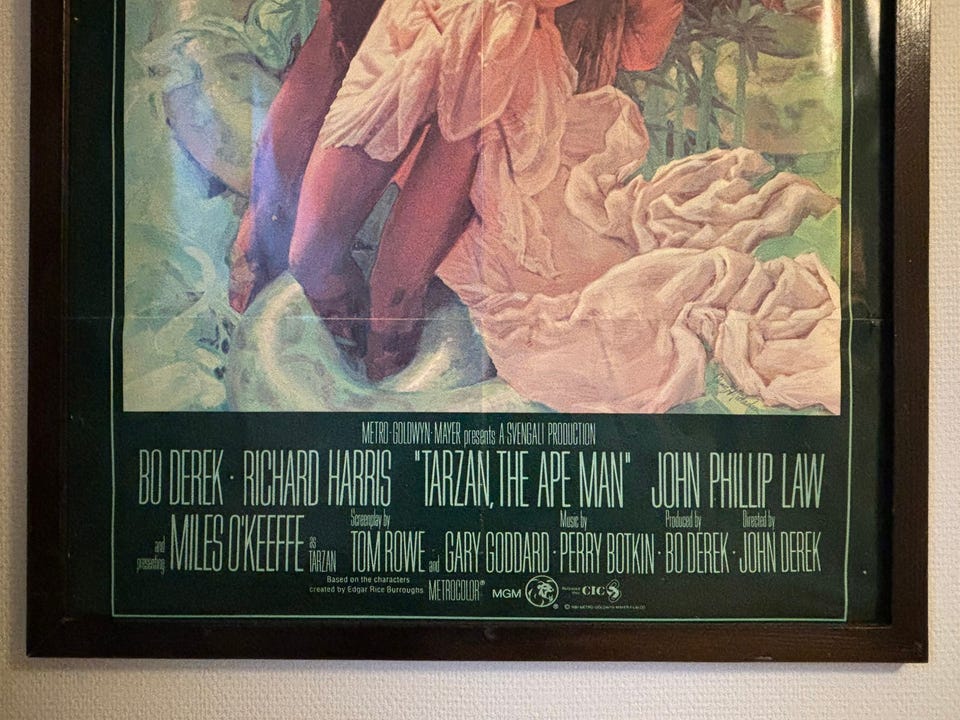 METRO-GOLDWYN-MAYER presents A SVENGALI PRODUCTION
BO DEREK · RICHARD HARRIS "TARZAN, THE APE MAN" JOHN PHILLIP LAW
and presenting MILES O'KEEFFE as TARZAN Screenplay by TOM ROWE and GARY GODDARD · Music by PERRY BOTKIN · Produced by BO DEREK · Directed by JOHN DEREK
Based on the characters
created by Edgar Rice Burroughs METROCOLOR® MGM ® CIC